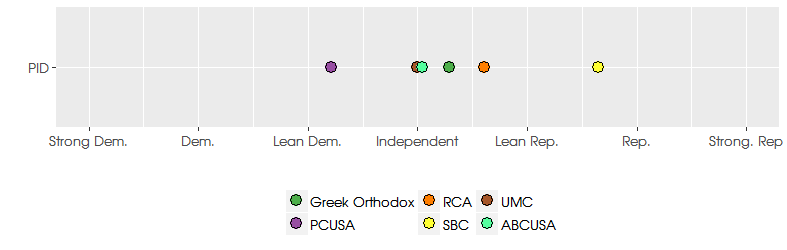 PID
Strong Dem. Dem. Lean Dem. Independent Lean Rep. Rep. Strong. Rep
Greek Orthodox RCA UMC
PCUSA SBC ABCUSA